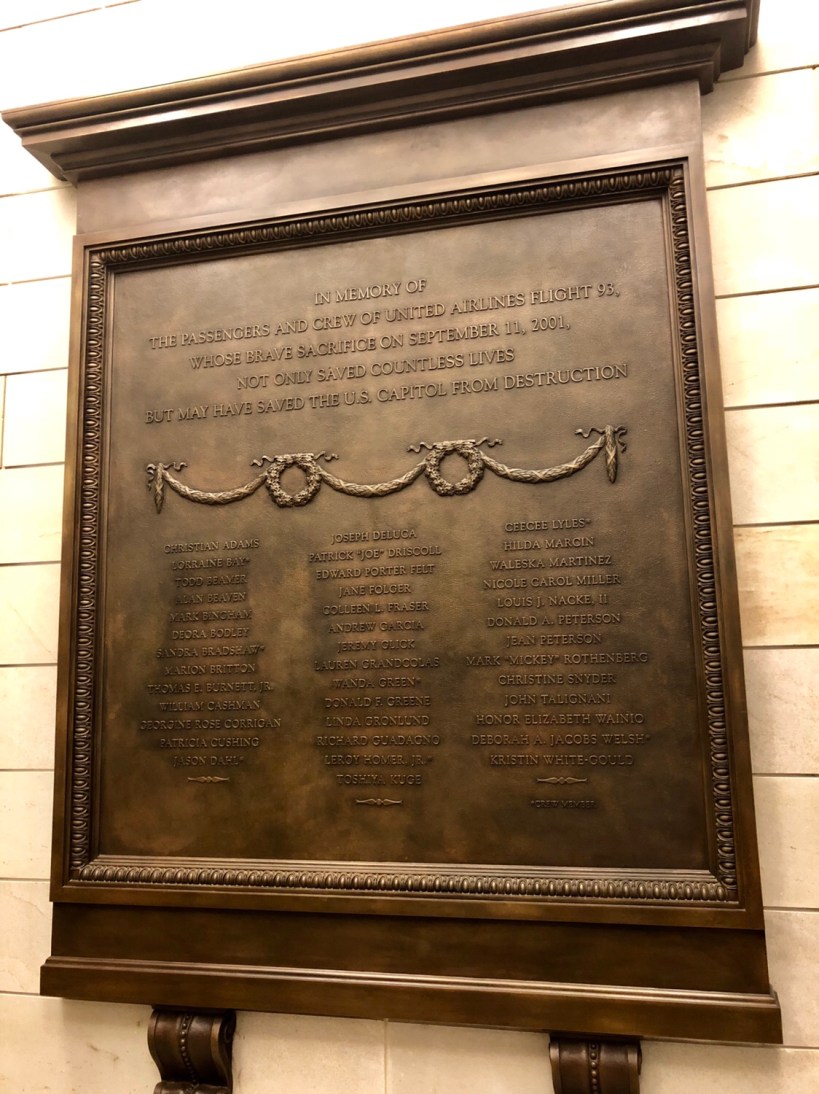 IN MEMORY OF
THE PASSENGERS AND CREW OF UNITED AIRLINES FLIGHT 93,
WHOSE BRAVE SACRIFICE ON SEPTEMBER 11, 2001,
NOT ONLY SAVED COUNTLESS LIVES
BUT MAY HAVE SAVED THE U.S. CAPITOL FROM DESTRUCTION
CHRISTIAN ADAMS
LORRAINE BAY*
TODD BEAMER
ALAN BEAVEN
MARK BINGHAM
DEORA BODLEY
SANDRA BRADSHAW*
MARION BRITTON
THOMAS E. BURNETT, JR.
WILLIAM CASHMAN
GEORGINE ROSE CORRIGAN
PATRICIA CUSHING
JASON DAHL*
JOSEPH DELUCA
PATRICK "JOE" DRISCOLL
EDWARD PORTER FELT
JANE FOLGER
COLLEEN L. FRASER
ANDREW GARCIA
JEREMY GLICK
LAUREN GRANDCOLAS
WANDA GREEN*
DONALD F. GREENE
LINDA GRONLUND
RICHARD GUADAGNO
LEROY HOMER, JR.*
TOSHIYA KUGE
CEECEE LYLES*
HILDA MARCIN
WALESKA MARTINEZ
NICOLE CAROL MILLER
LOUIS J. NACKE, II
DONALD A. PETERSON
JEAN PETERSON
MARK "MICKEY" ROTHENBERG
CHRISTINE SNYDER
JOHN TALIGNANI
HONOR ELIZABETH WAINIO
DEBORAH A. JACOBS WELSH*
KRISTIN WHITE-GOULD
*CREW MEMBER